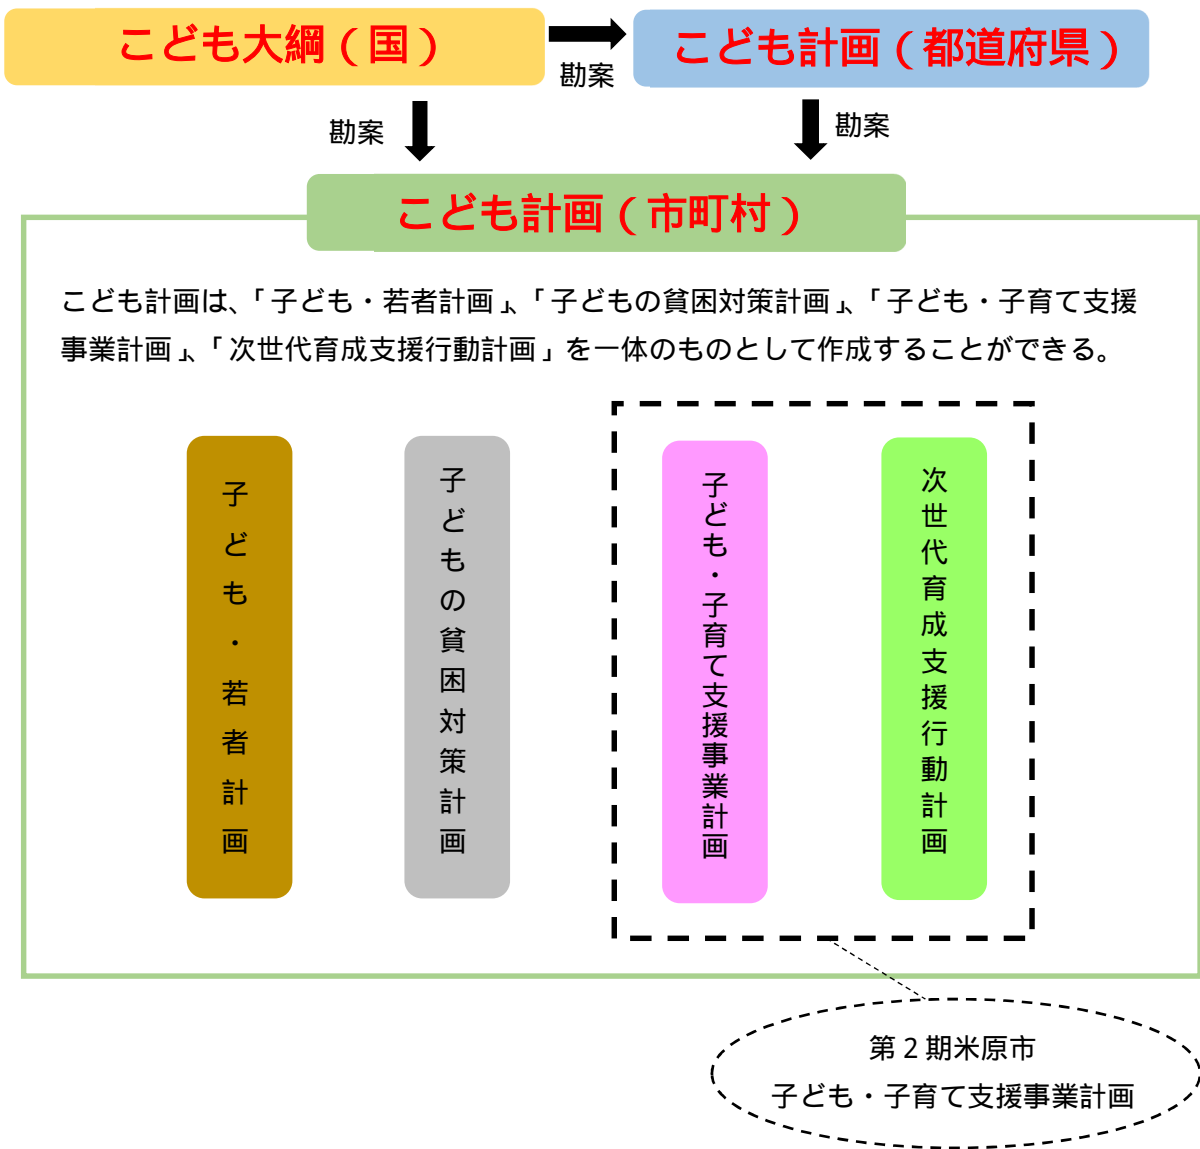 こども大綱（国）
勘案
こども計画（都道府県）
勘案
勘案
こども計画（市町村）
こども計画は、「子ども・若者計画」、「子どもの貧困対策計画」、「子ども・子育て支援
事業計画」、「次世代育成支援行動計画」を一体のものとして作成することができる。
子ども・若者計画
子どもの貧困対策計画
子ども・子育て支援事業計画
次世代育成支援行動計画
第２期米原市
子ども・子育て支援事業計画